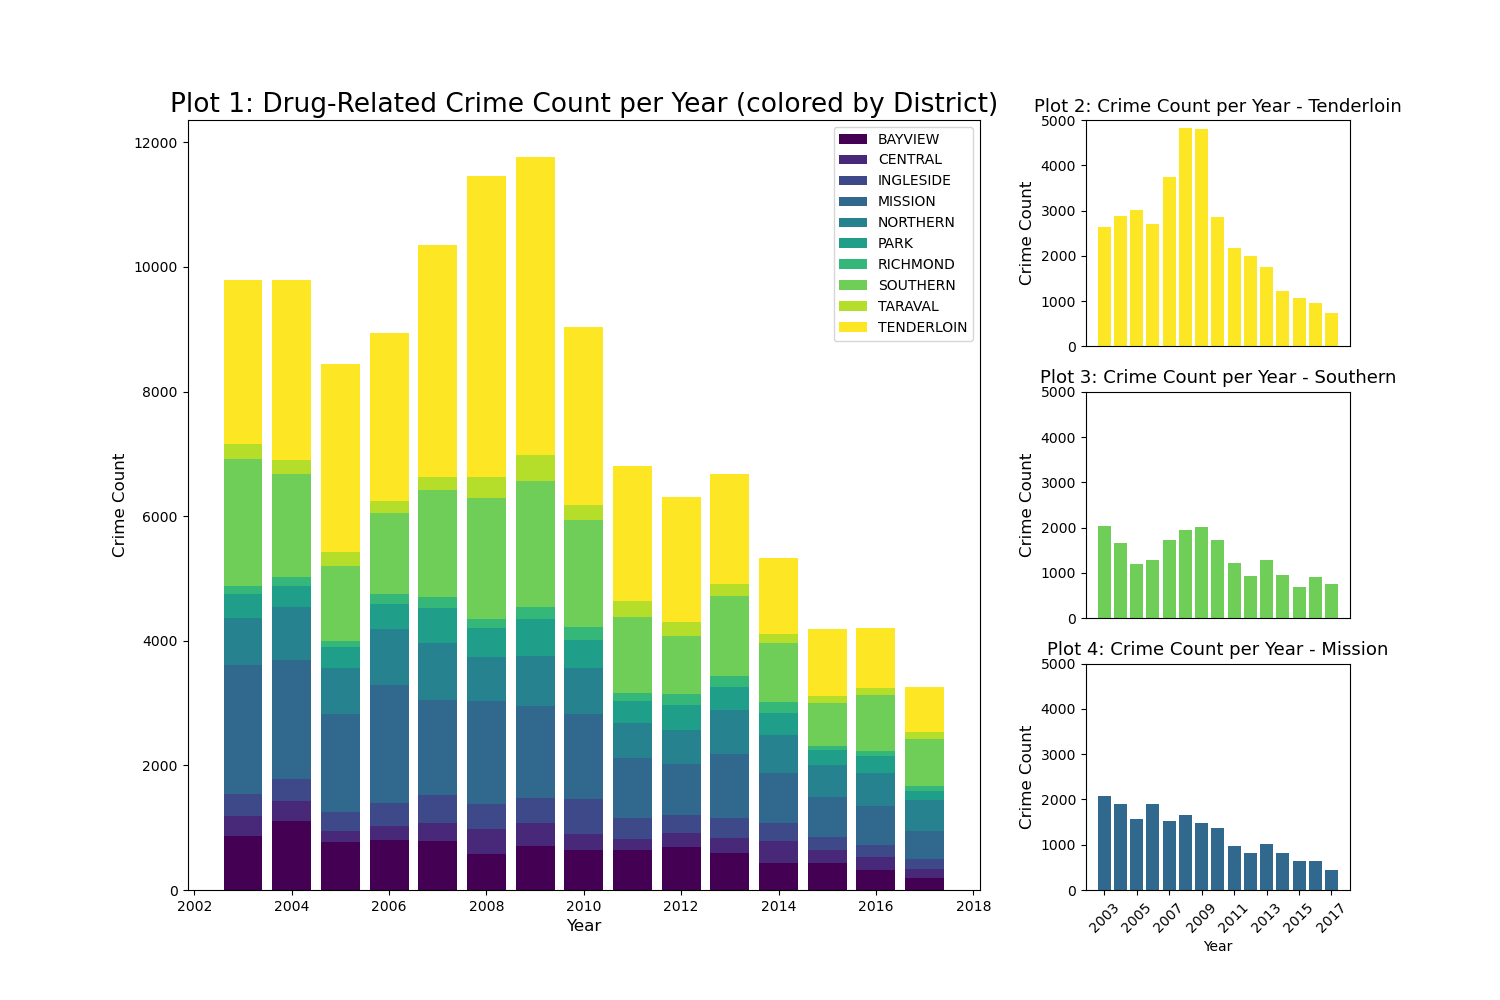 Plot 1: Drug-Related Crime Count per Year (colored by District)
Crime Count
12000
10000
8000
6000
4000
2000
0
2002 2004 2006 2008 2010 2012 2014 2016 2018
Year
BAYVIEW
CENTRAL
INGLESIDE
MISSION
NORTHERN
PARK
RICHMOND
SOUTHERN
TARAVAL
TENDERLOIN
Plot 2: Crime Count per Year - Tenderloin
Crime Count
5000
4000
3000
2000
1000
0
Plot 3: Crime Count per Year - Southern
Crime Count
5000
4000
3000
2000
1000
0
Plot 4: Crime Count per Year - Mission
Crime Count
5000
4000
3000
2000
1000
0
2003 2005 2007 2009 2011 2013 2015 2017
Year